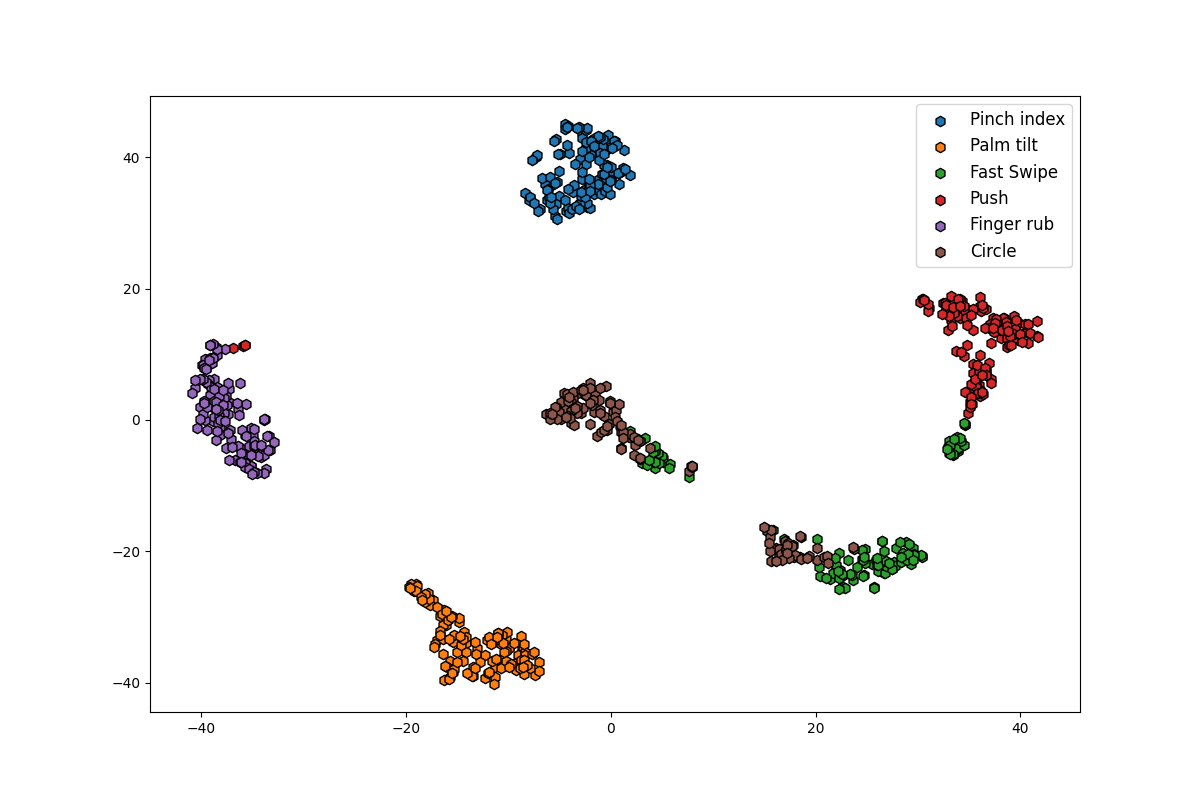 Pinch index
Palm tilt
Fast Swipe
Push
Finger rub
Circle
40
20
0
−20
−40
−40
−20
0
20
40